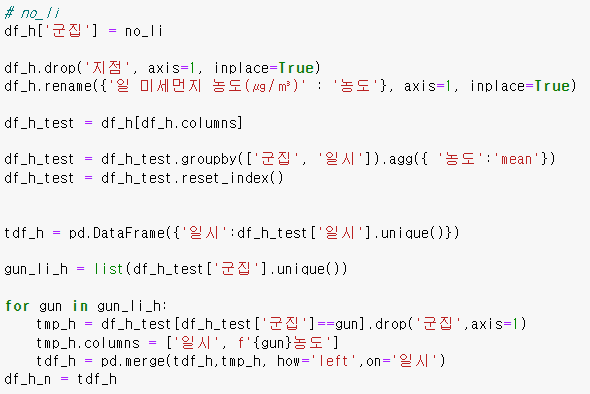 # no_li
df_h['군집'] = no_li
df_h.drop('지점', axis=1, inplace=True)
df_h.rename({'일 미세먼지 농도(㎍/㎥)' : '농도'}, axis=1, inplace=True)
df_h_test = df_h[df_h.columns]
df_h_test = df_h_test.groupby(['군집', '일시']).agg({ '농도':'mean'})
df_h_test = df_h_test.reset_index()
tdf_h = pd.DataFrame({'일시':df_h_test['일시'].unique()})
gun_li_h = list(df_h_test['군집'].unique())
for gun in gun_li_h:
    tmp_h = df_h_test[df_h_test['군집']==gun].drop('군집',axis=1)
    tmp_h.columns = ['일시', f'{gun}농도']
    tdf_h = pd.merge(tdf_h,tmp_h, how='left',on='일시')
df_h_n = tdf_h